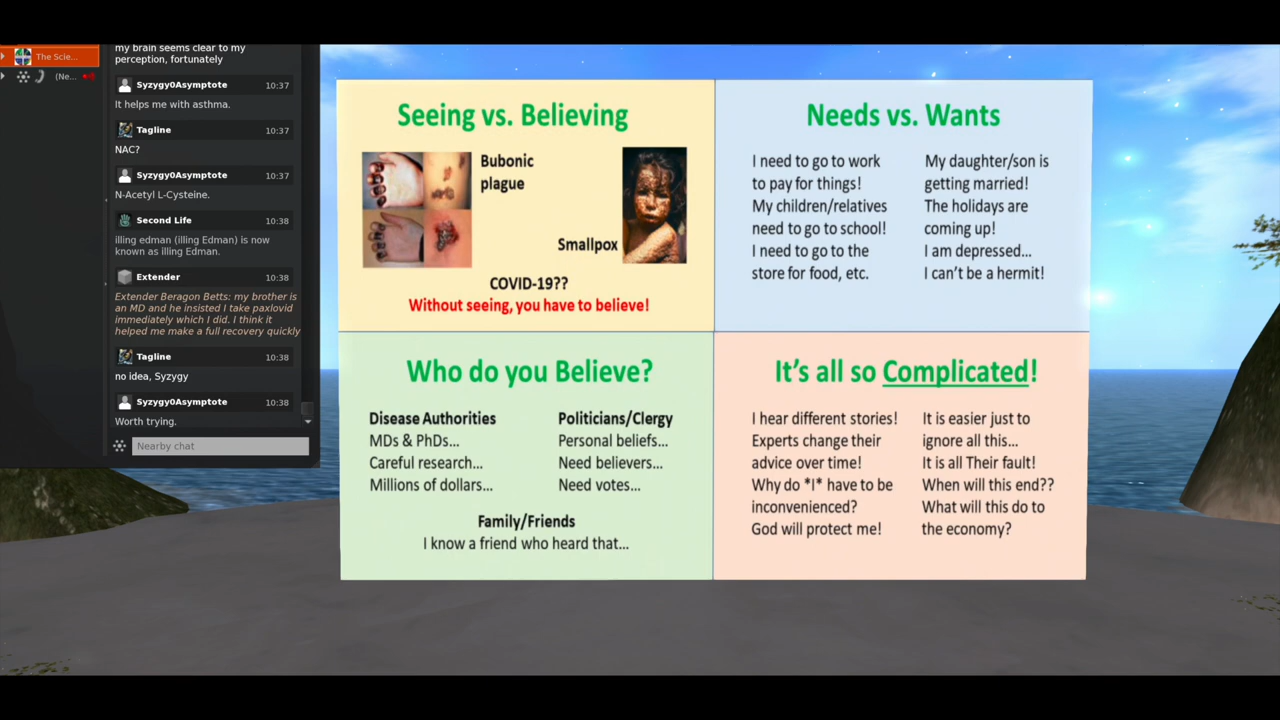 The Scie...
(Ne...
my brain seems clear to my
perception, fortunately
Syzygy0Asymptote 10:37
It helps me with asthma.
Tagline 10:37
NAC?
Syzygy0Asymptote 10:37
N-Acetyl L-Cysteine.
Second Life 10:38
illing edman (illing Edman) is now
known as illing Edman.
Extender 10:38
Extender Beragon Betts: my brother is
an MD and he insisted I take paxlovid
immediately which I did. I think it
helped me make a full recovery quickly
Tagline 10:38
no idea, Syzygy
Syzygy0Asymptote 10:38
Worth trying.
Nearby chat
Seeing vs. Believing
Bubonic
plague
Smallpox
COVID-19??
Without seeing, you have to believe!
Needs vs. Wants
I need to go to work
to pay for things!
My children/relatives
need to go to school!
I need to go to the
store for food, etc.
My daughter/son is
getting married!
The holidays are
coming up!
I am depressed...
I can't be a hermit!
Who do you Believe?
Disease Authorities
MDs & PhDs...
Careful research...
Millions of dollars...
Politicians/Clergy
Personal beliefs...
Need believers...
Need votes...
Family/Friends
I know a friend who heard that...
It's all so Complicated!
I hear different stories!
Experts change their
advice over time!
Why do *I* have to be
inconvenienced?
God will protect me!
It is easier just to
ignore all this...
It is all Their fault!
When will this end??
What will this do to
the economy?